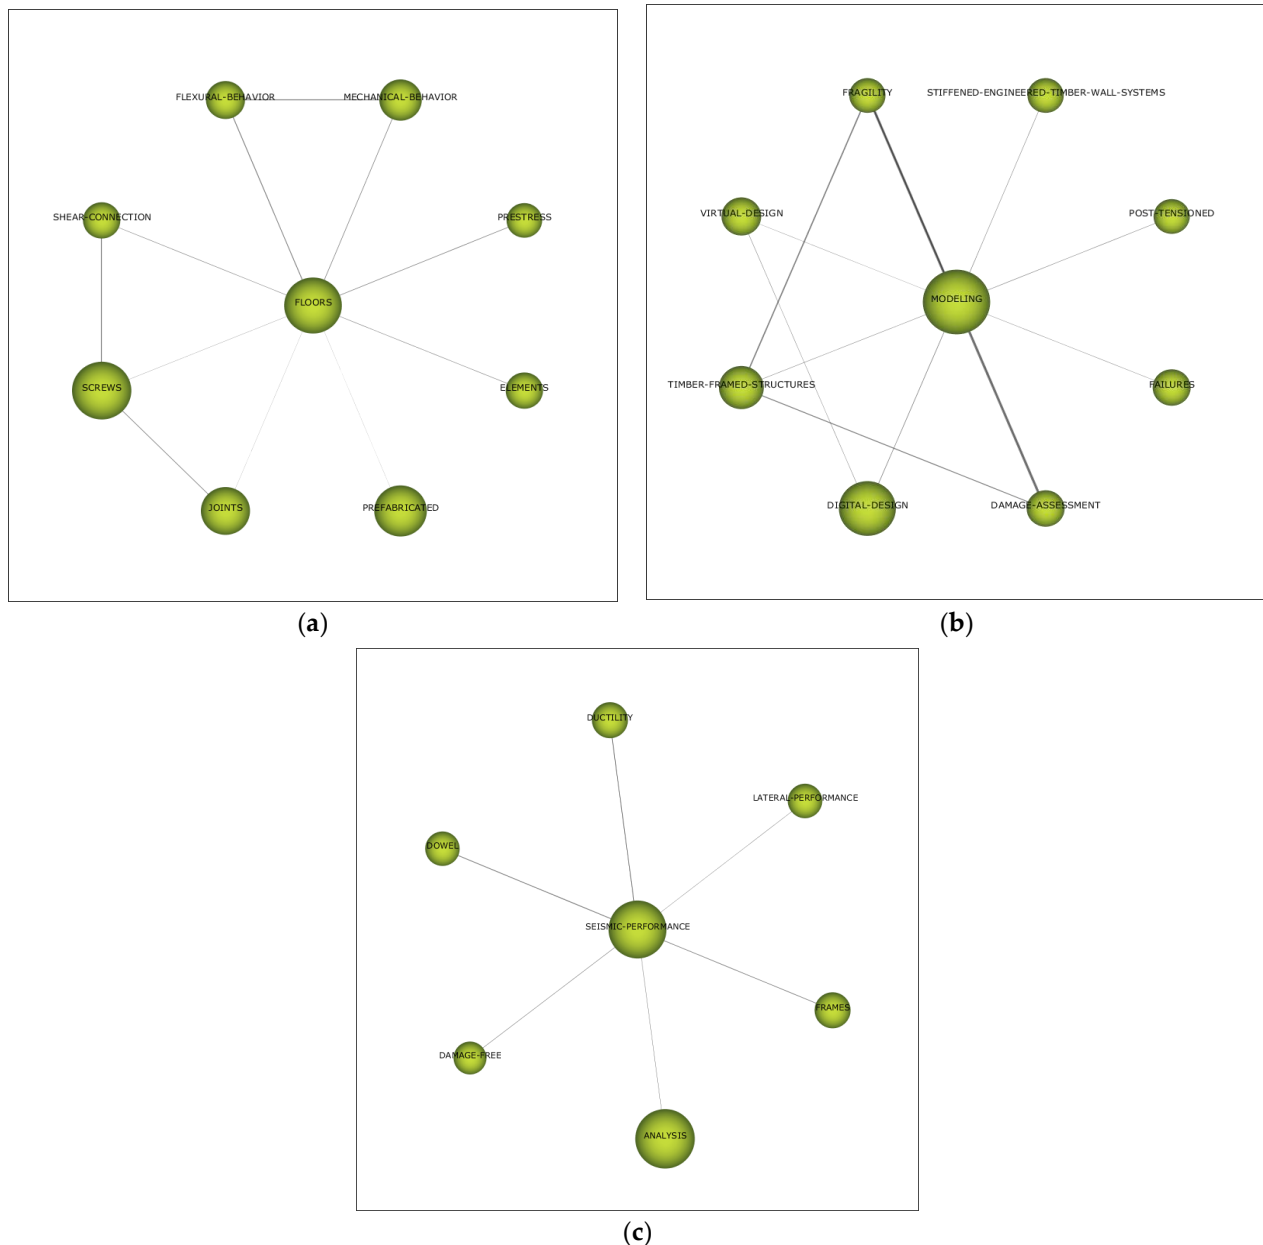 FLEXURAL-BEHAVIOR
MECHANICAL-BEHAVIOR
SHEAR-CONNECTION
PRESTRESS
FLOORS
SCREWS
ELEMENTS
JOINTS
PREFABRICATED
(a)
FRAGILITY
STIFFENED-ENGINEERED-TIMBER-WALL-SYSTEMS
VIRTUAL-DESIGN
POST-TENSIONED
MODELING
TIMBER-FRAMED-STRUCTURES
FAILURES
DIGITAL-DESIGN
DAMAGE-ASSESSMENT
(b)
DUCTILITY
LATERAL-PERFORMANCE
DOWEL
SEISMIC-PERFORMANCE
FRAMES
DAMAGE-FREE
ANALYSIS
(c)